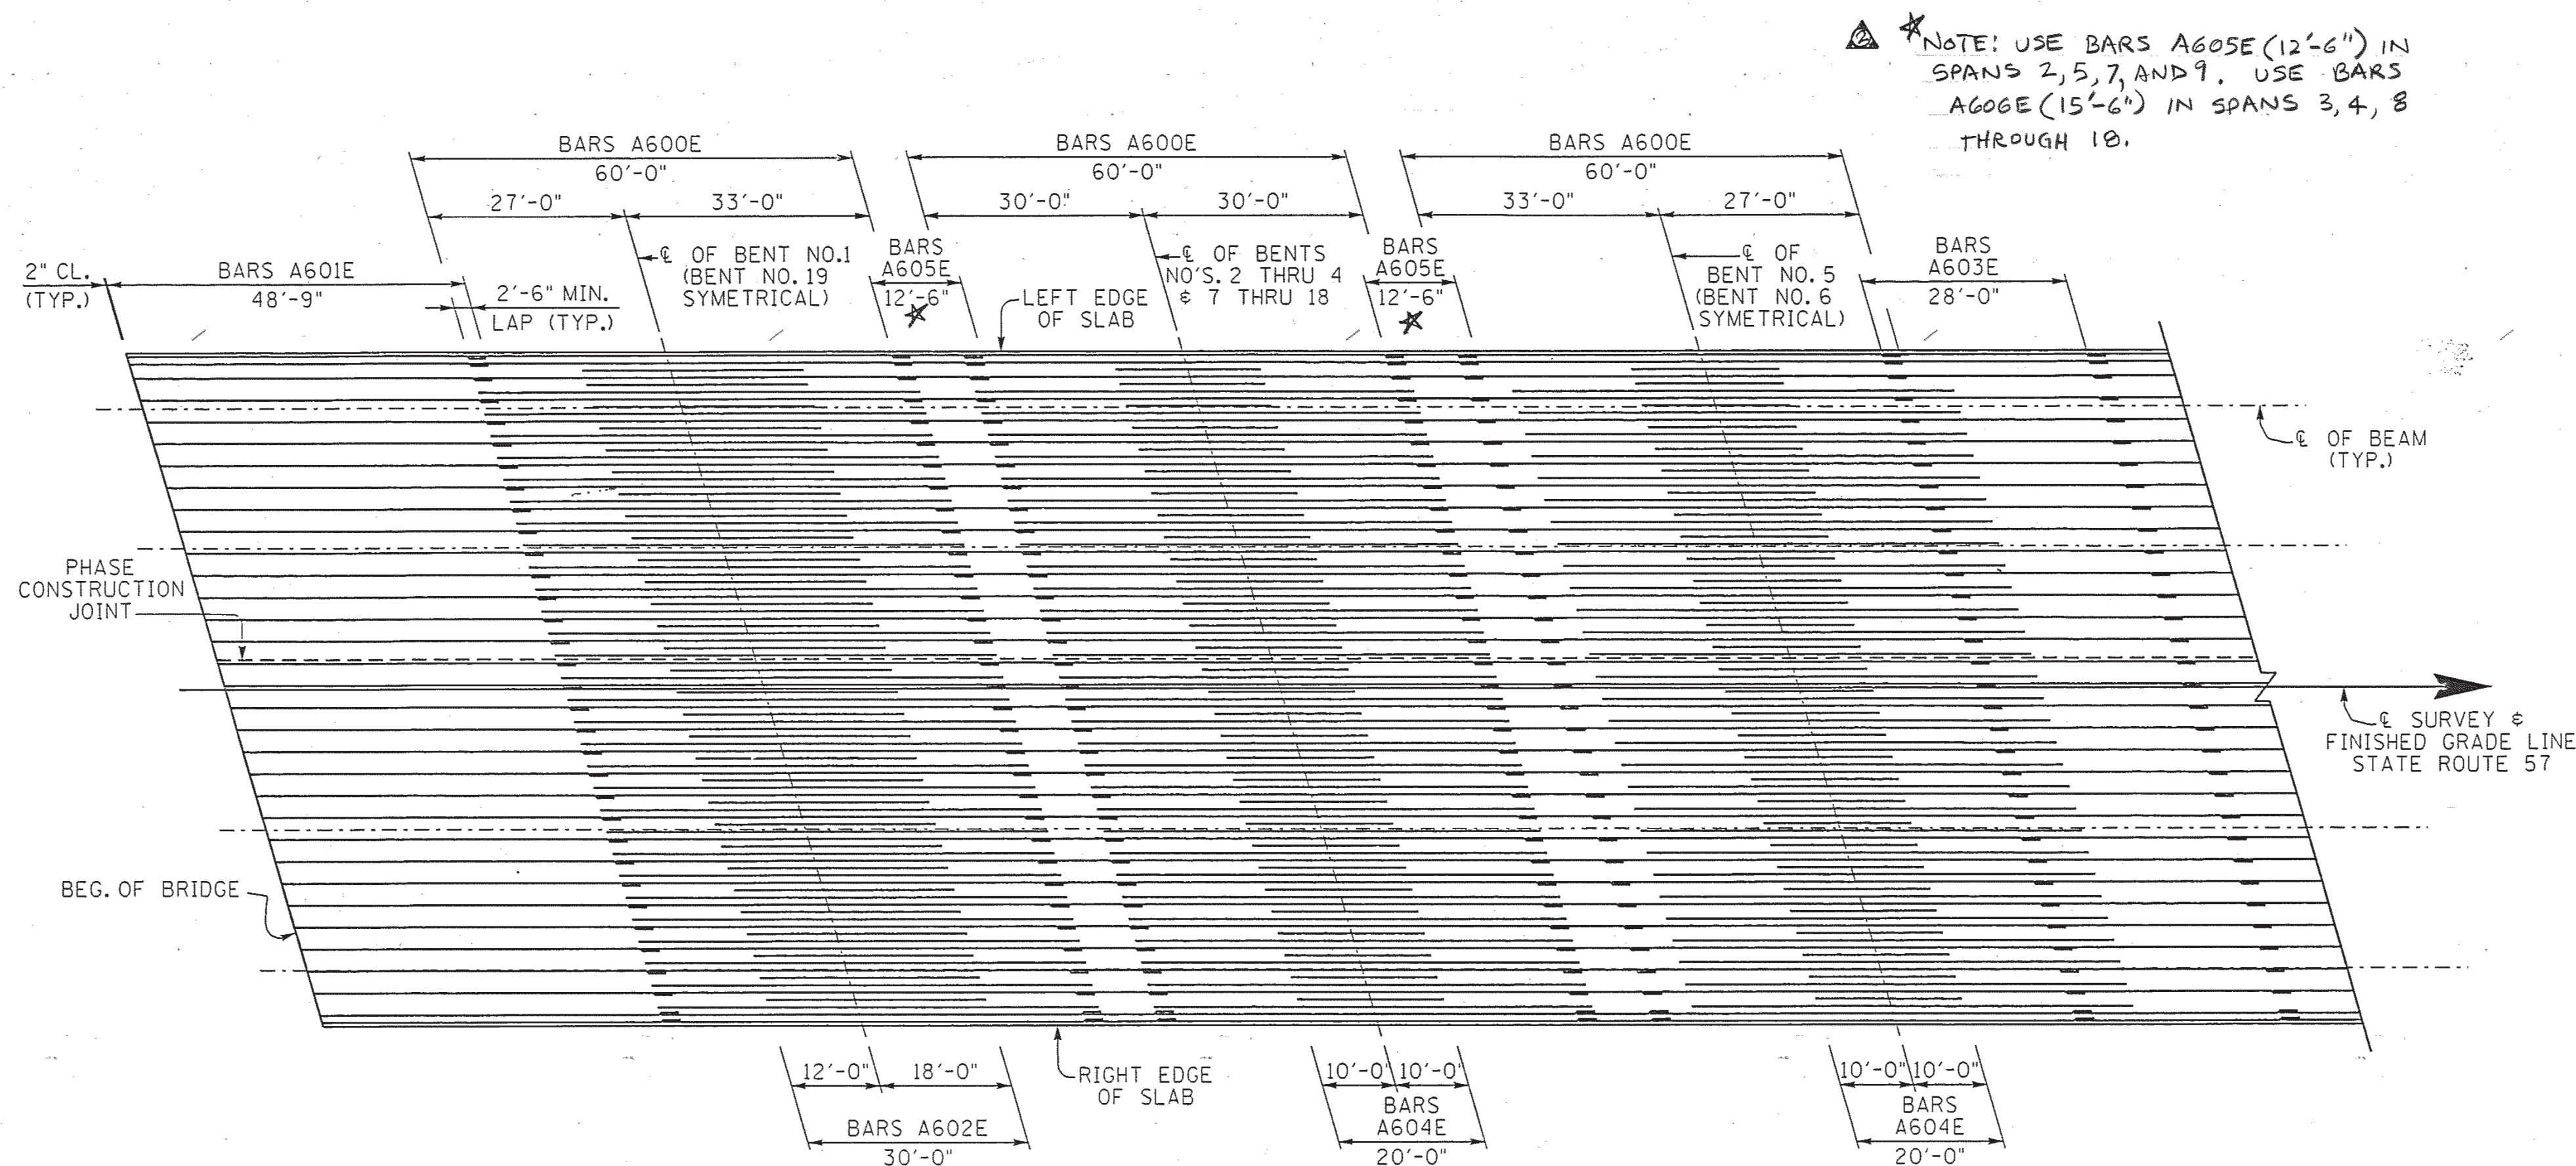 2
*NOTE: USE BARS A605E (12'-6") IN
SPANS 2, 5, 7, AND 9. USE BARS
A606E (15'-6") IN SPANS 3, 4, 8
THROUGH 18.
BARS A600E
60'-0"
27'-0" 33'-0"
BARS A600E
60'-0"
30'-0" 30'-0"
BARS A600E
60'-0"
33'-0" 27'-0"
2" CL.
(TYP.)
BARS A601E
48'-9"
2'-6" MIN.
LAP (TYP.)
℄ OF BENT NO.1
(BENT NO. 19
SYMETRICAL)
BARS
A605E
12'-6"
*
LEFT EDGE
OF SLAB
℄ OF BENTS
NO'S. 2 THRU 4
& 7 THRU 18
BARS
A605E
12'-6"
*
℄ OF
BENT NO. 5
(BENT NO. 6
SYMETRICAL)
BARS
A603E
28'-0"
℄ OF BEAM
(TYP.)
PHASE
CONSTRUCTION
JOINT
℄ SURVEY &
FINISHED GRADE LINE
STATE ROUTE 57
BEG. OF BRIDGE
12'-0" 18'-0"
BARS A602E
30'-0"
RIGHT EDGE
OF SLAB
10'-0" 10'-0"
BARS
A604E
20'-0"
10'-0" 10'-0"
BARS
A604E
20'-0"